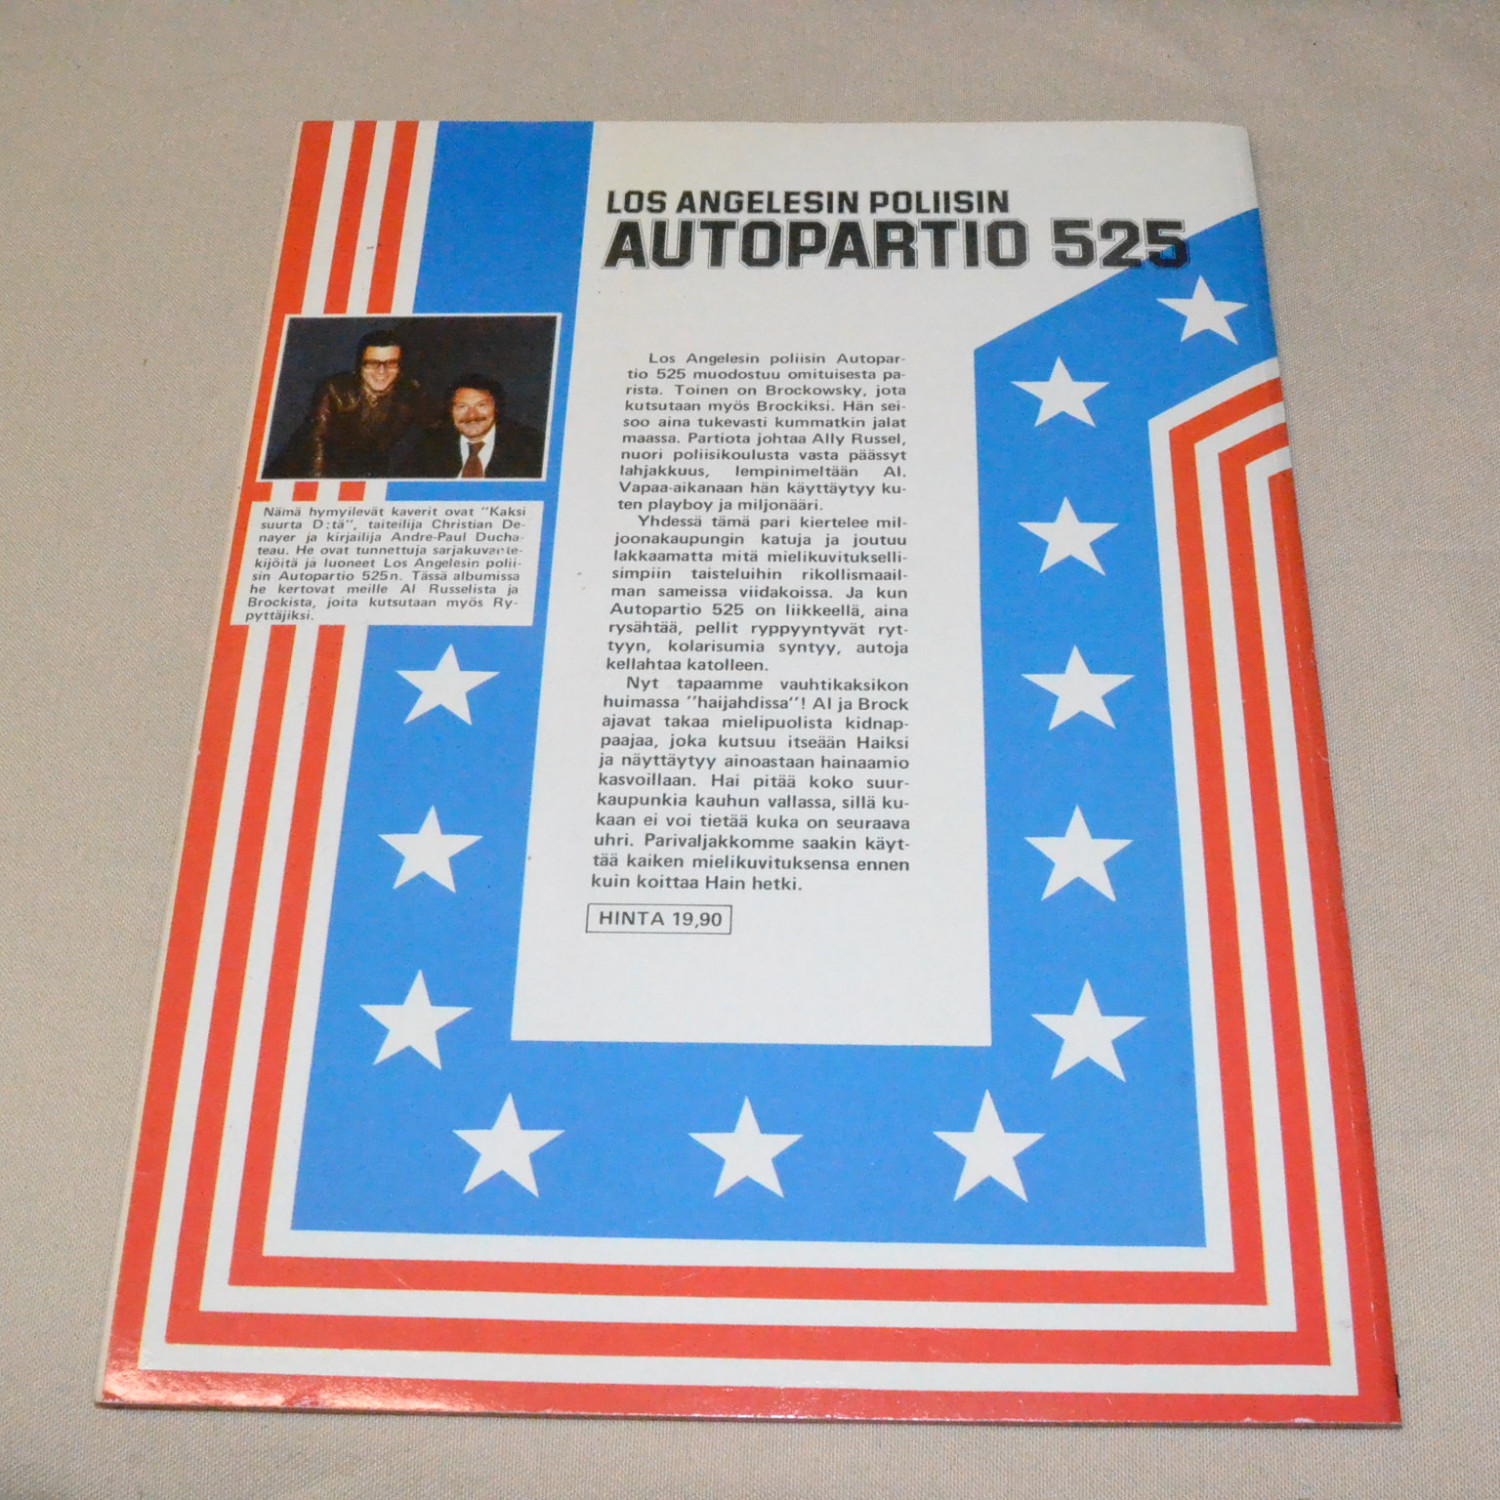 LOS ANGELESIN POLIISIN
AUTOPARTIO 525
Los Angelesin poliisin Autopar-
tio 525 muodostuu omituisesta pa-
rista. Toinen on Brockowsky, jota
kutsutaan myös Brockiksi. Hän sei-
soo aina tukevasti kummatkin jalat
maassa. Partiota johtaa Ally Russel,
nuori poliisikoulusta vasta päässyt
lahjakkuus, lempinimeltään Al.
Vapaa-aikanaan hän käyttäytyy ku-
ten playboy ja miljonääri.
Yhdessä tämä pari kiertelee mil-
joonakaupungin katuja ja joutuu
lakkaamatta mitä mielikuvitukselli-
simpiin taisteluihin rikollismaail-
man sameissa viidakoissa. Ja kun
Autopartio 525 on liikkeellä, aina
rysähtää, pellit ryppyyntyvät ryt-
tyyn, kolarisumia syntyy, autoja
kellahtaa katolleen.
Nyt tapaamme vauhtikaksikon
huimassa "haijahdissa"! Al ja Brock
ajavat takaa mielipuolista kidnap-
paajaa, joka kutsuu itseään Haiksi
ja näyttäytyy ainoastaan hainaamio
kasvoillaan. Hai pitää koko suur-
kaupunkia kauhun vallassa, sillä ku-
kaan ei voi tietää kuka on seuraava
uhri. Parivaljakkomme saakin käyt-
tää kaiken mielikuvituksensa ennen
kuin koittaa Hain hetki.
HINTA 19,90
Nämä hymyilevät kaverit ovat "Kaksi
suurta D:tä", taiteilija Christian De-
nayer ja kirjailija Andre-Paul Ducha-
teau. He ovat tunnettuja sarjakuvante-
kijöitä ja luoneet Los Angelesin polii-
sin Autopartio 525n. Tässä albumissa
he kertovat meille Al Russelista ja
Brockista, joita kutsutaan myös Ry-
pyttäjiksi.